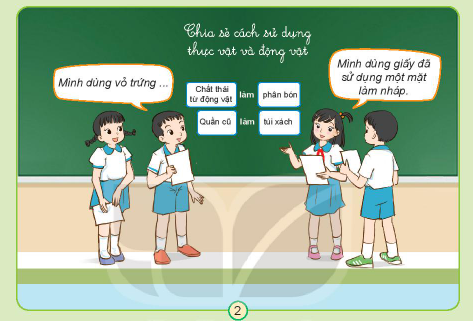 Chia sẻ cách sử dụng
thực vật và động vật
Mình dùng vỏ trứng ...
Mình dùng giấy đã
sử dụng một mặt
làm nháp.
Chất thải
từ động vật
làm
phân bón
Quần cũ
làm
túi xách
2